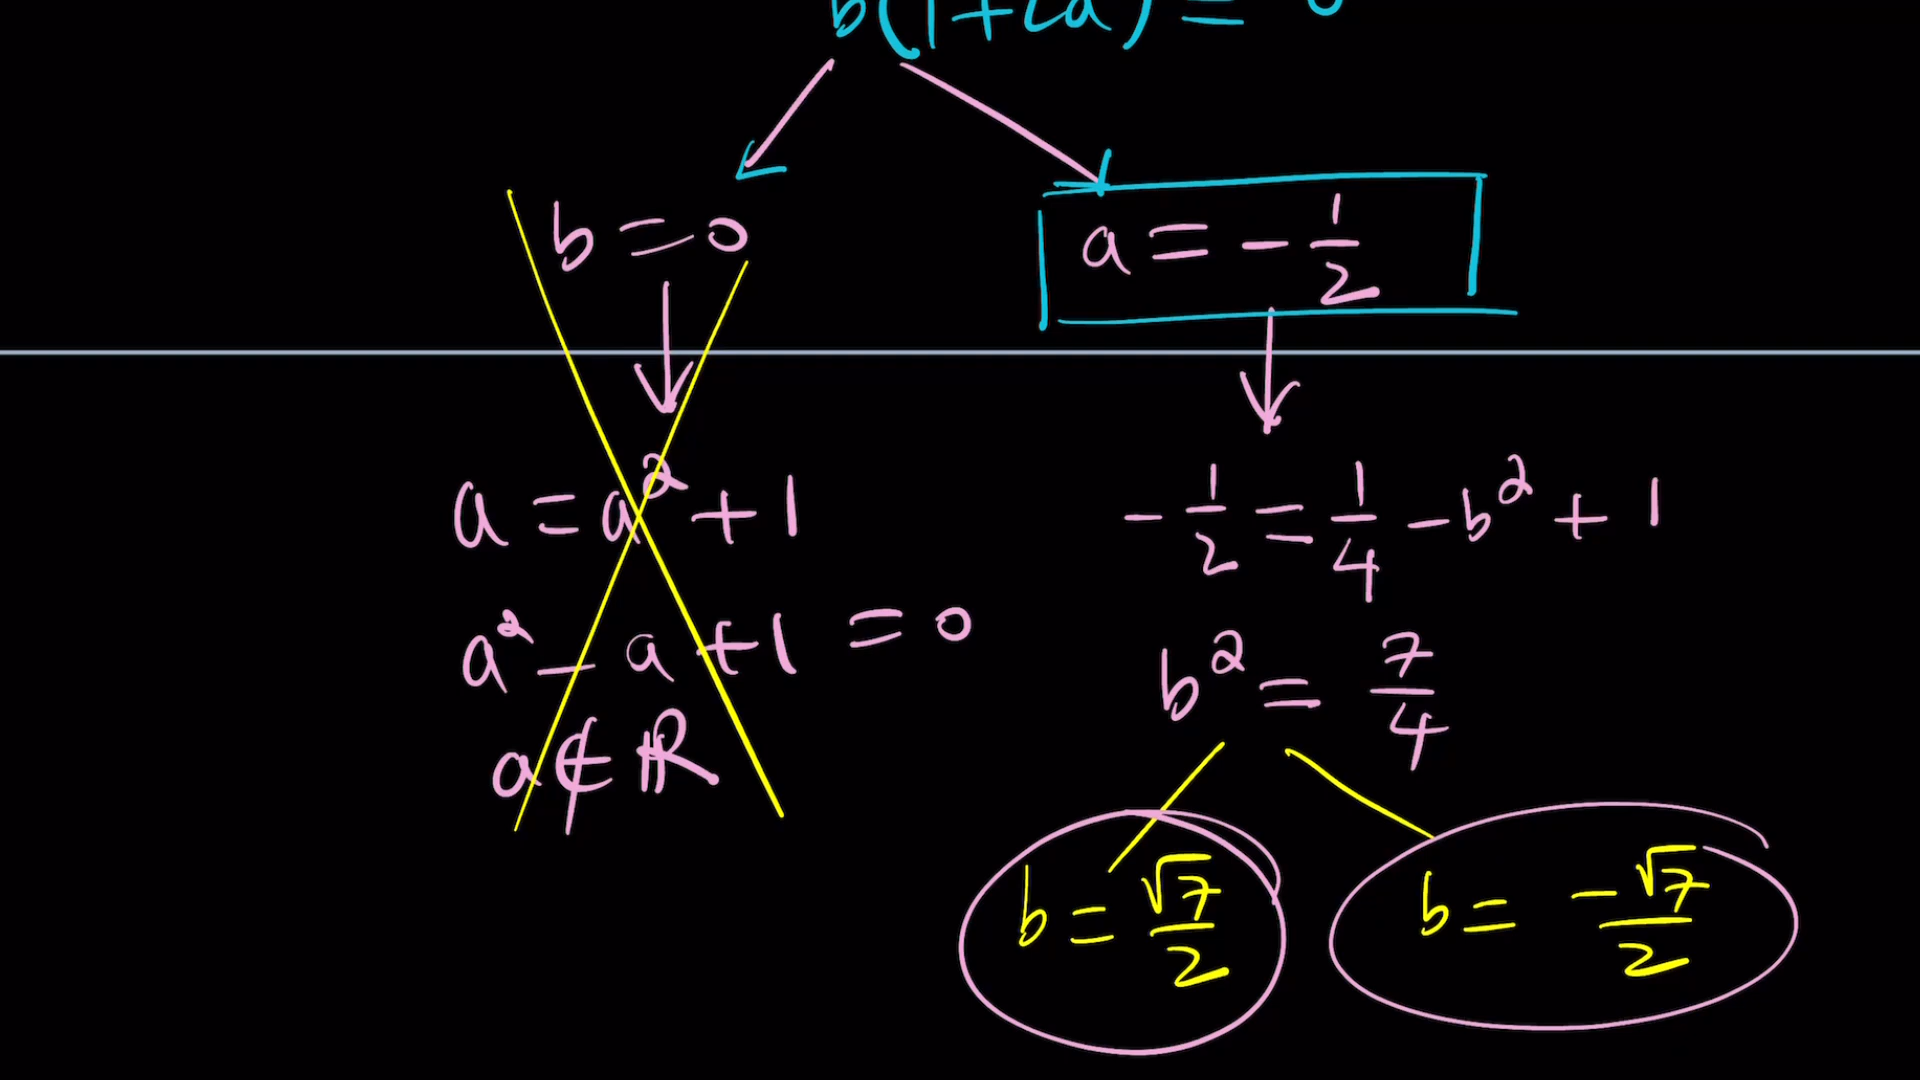 b(1+2a) = 0
b = 0
a = -1/2
a = a² + 1
-1/2 = 1/4 - b² + 1
a² - a + 1 = 0
b² = 7/4
a ∉ ℝ
b = √7/2
b = -√7/2